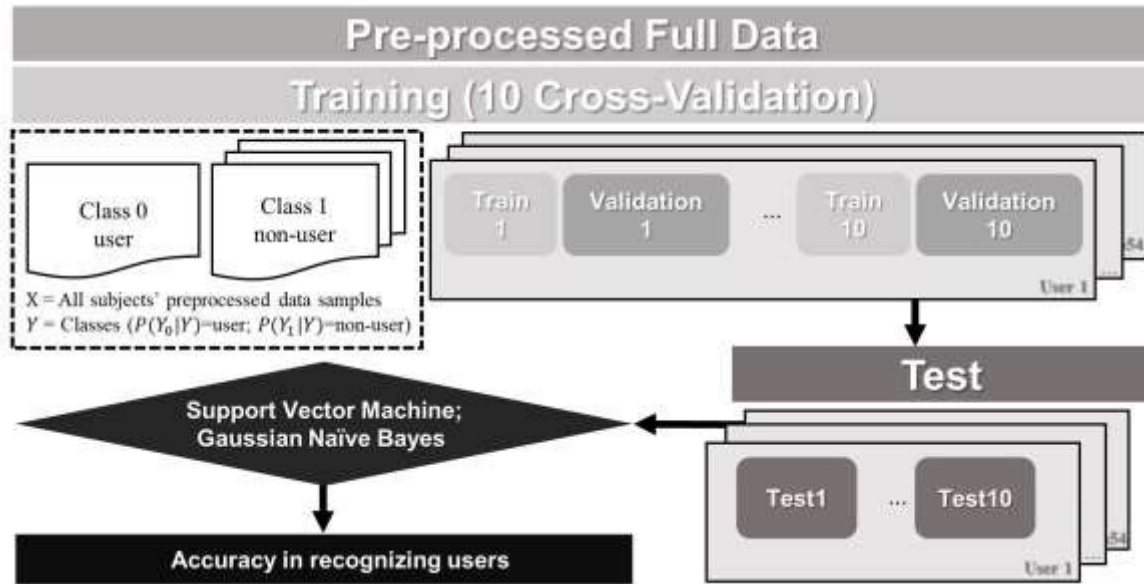 Pre-processed Full Data
Training (10 Cross-Validation)
Class 0
user
Class 1
non-user
X = All subjects' preprocessed data samples
Y = Classes (P(Y₀|Y)=user; P(Y₁|Y)=non-user)
Train
1
Validation
1
...
Train
10
Validation
10
54
...
User 1
Test
Support Vector Machine;
Gaussian Naïve Bayes
Test1
...
Test10
54
...
User 1
Accuracy in recognizing users